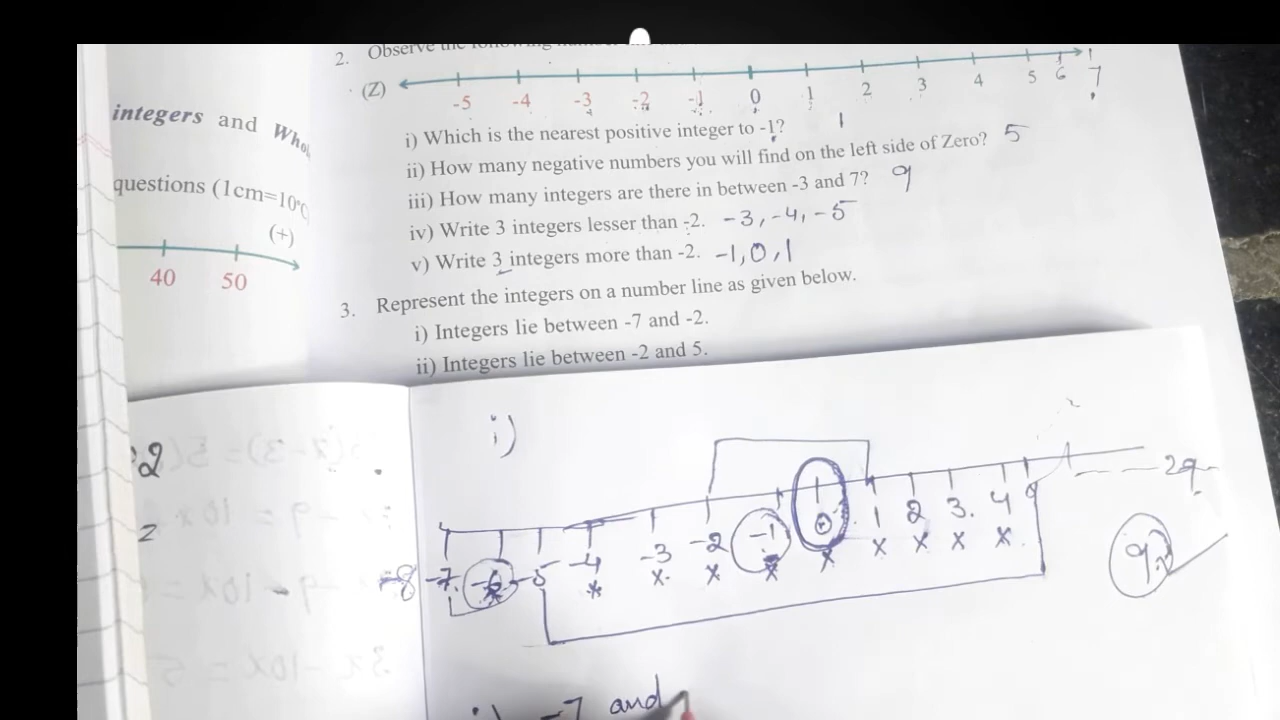 integers and Who
questions (1cm=10°C
(+)
40 50
2. Observe the following number
(Z) -5 -4 -3 -2 -1 0 1 2 3 4 5 6 7
i) Which is the nearest positive integer to -1? 1
ii) How many negative numbers you will find on the left side of Zero? 5
iii) How many integers are there in between -3 and 7? 9
iv) Write 3 integers lesser than -2. -3, -4, -5
v) Write 3 integers more than -2. -1, 0, 1
3. Represent the integers on a number line as given below.
i) Integers lie between -7 and -2.
ii) Integers lie between -2 and 5.
i)
-8 -7 -6 -5 -4 -3 -2 -1 0 1 2 3 4
9
-7 and